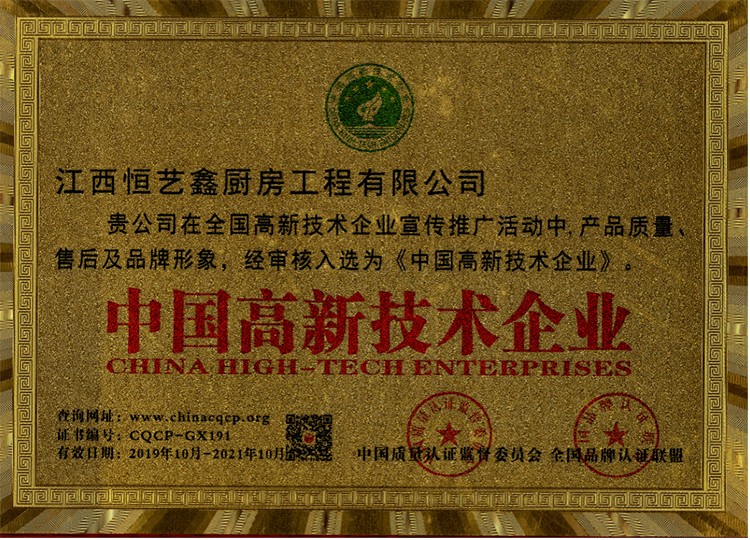 江西恒艺鑫厨房工程有限公司
贵公司在全国高新技术企业宣传推广活动中,产品质量、
售后及品牌形象，经审核入选为《中国高新技术企业》。
中国高新技术企业
CHINA HIGH-TECH ENTERPRISES
查询网址：www.chinacqcp.org
证书编号：CQCP-GX191
有效日期：2019年10月-2021年10月
中国质量认证监督委员会 全国品牌认证联盟